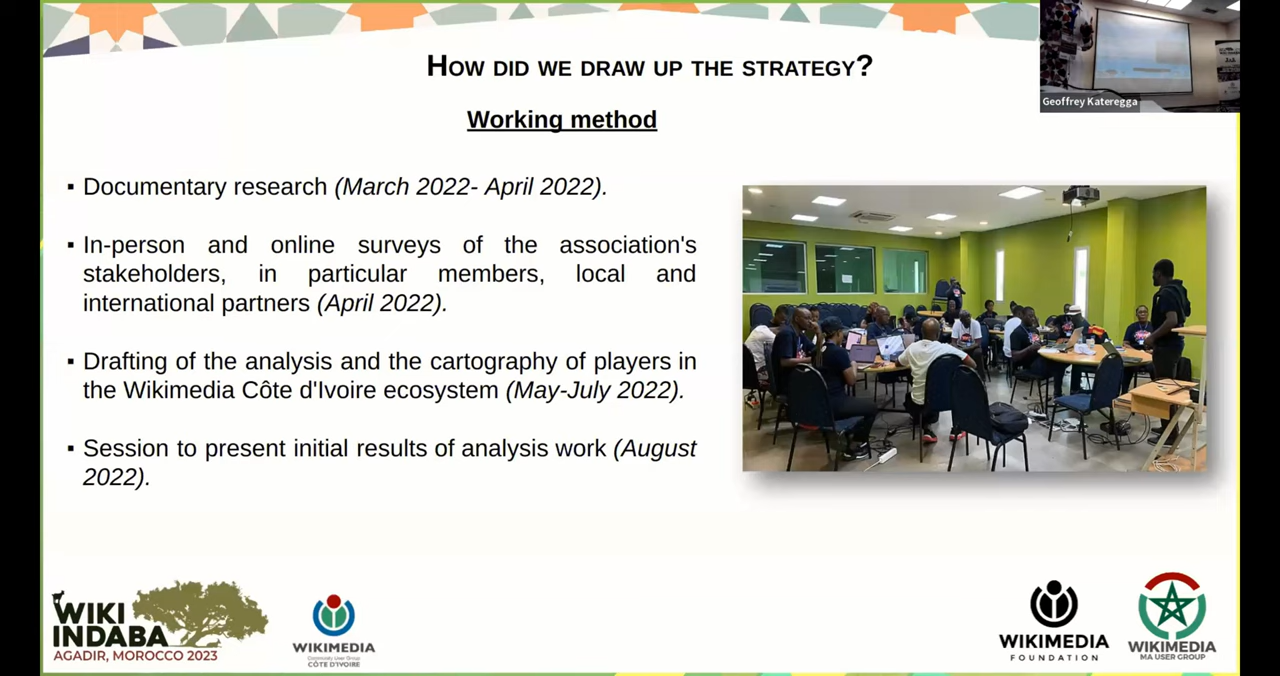 HOW DID WE DRAW UP THE STRATEGY?
Geoffrey Kateregga
Working method
▪ Documentary research (March 2022- April 2022).
▪ In-person and online surveys of the association's
stakeholders, in particular members, local and
international partners (April 2022).
▪ Drafting of the analysis and the cartography of players in
the Wikimedia Côte d'Ivoire ecosystem (May-July 2022).
▪ Session to present initial results of analysis work (August
2022).
WIKI
INDABA
AGADIR, MOROCCO 2023
WIKIMEDIA
Community User Group
CÔTE D'IVOIRE
WIKIMEDIA
FOUNDATION
WIKIMEDIA
MA USER GROUP